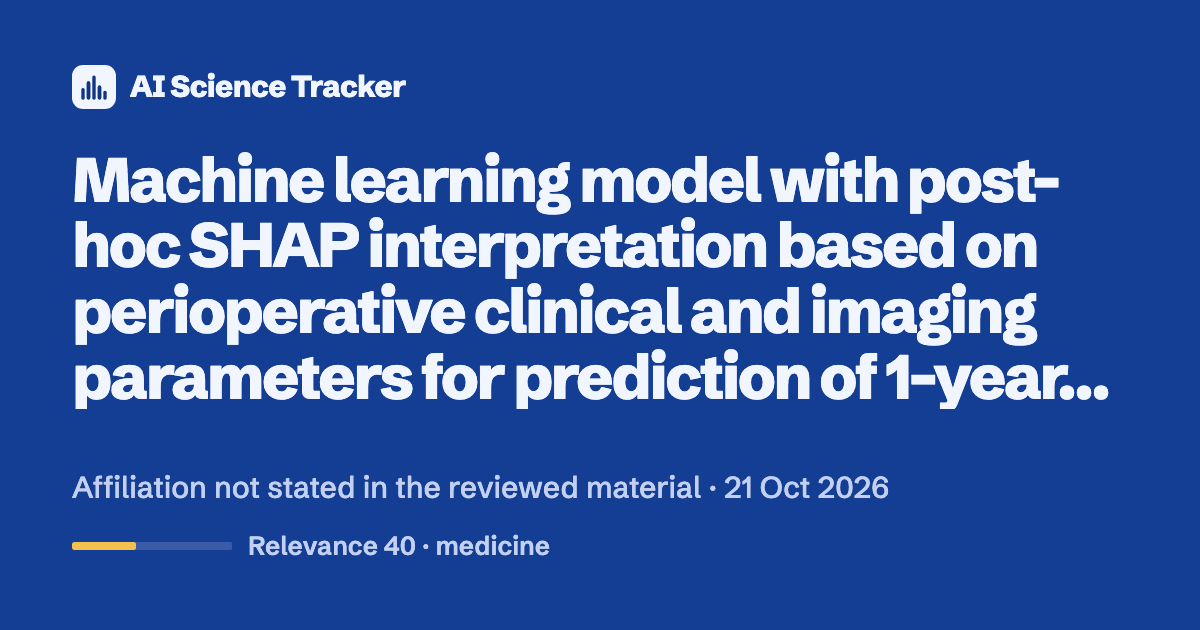 AI Science Tracker
Machine learning model with post-
hoc SHAP interpretation based on
perioperative clinical and imaging
parameters for prediction of 1-year...
Affiliation not stated in the reviewed material · 21 Oct 2026
Relevance 40 · medicine